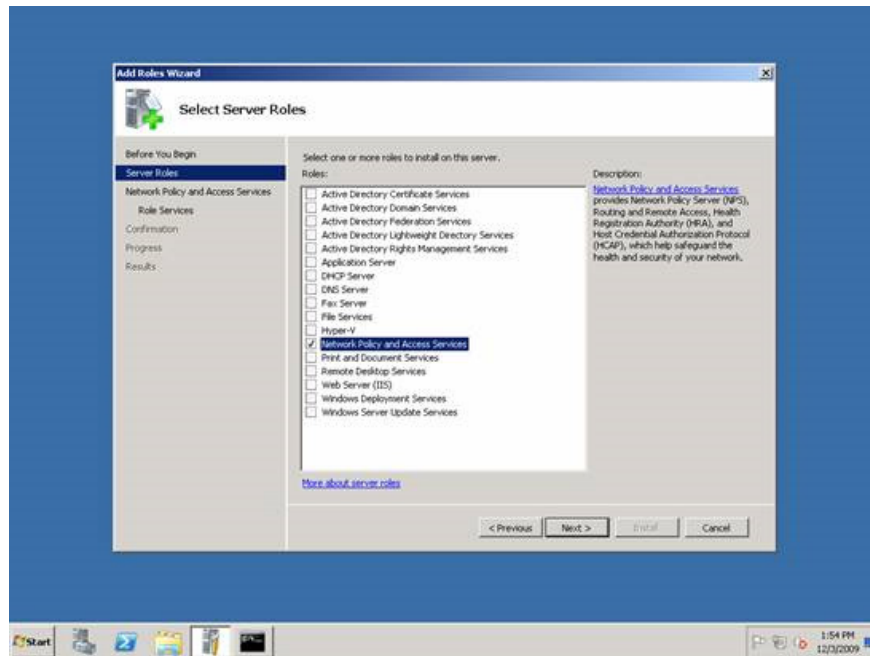 Add Roles Wizard
Select Server Roles
Before You Begin
Server Roles
Network Policy and Access Services
Role Services
Confirmation
Progress
Results
Select one or more roles to install on this server.
Roles:
Active Directory Certificate Services
Active Directory Domain Services
Active Directory Federation Services
Active Directory Lightweight Directory Services
Active Directory Rights Management Services
Application Server
DHCP Server
DNS Server
Fax Server
File Services
Hyper-V
Network Policy and Access Services
Print and Document Services
Remote Desktop Services
Web Server (IIS)
Windows Deployment Services
Windows Server Update Services
More about server roles
Description:
Network Policy and Access Services
provides Network Policy Server (NPS),
Routing and Remote Access, Health
Registration Authority (HRA), and
Host Credential Authorization Protocol
(HCAP), which help safeguard the
health and security of your network.
< Previous
Next >
Install
Cancel
Start
1:54 PM
12/3/2009